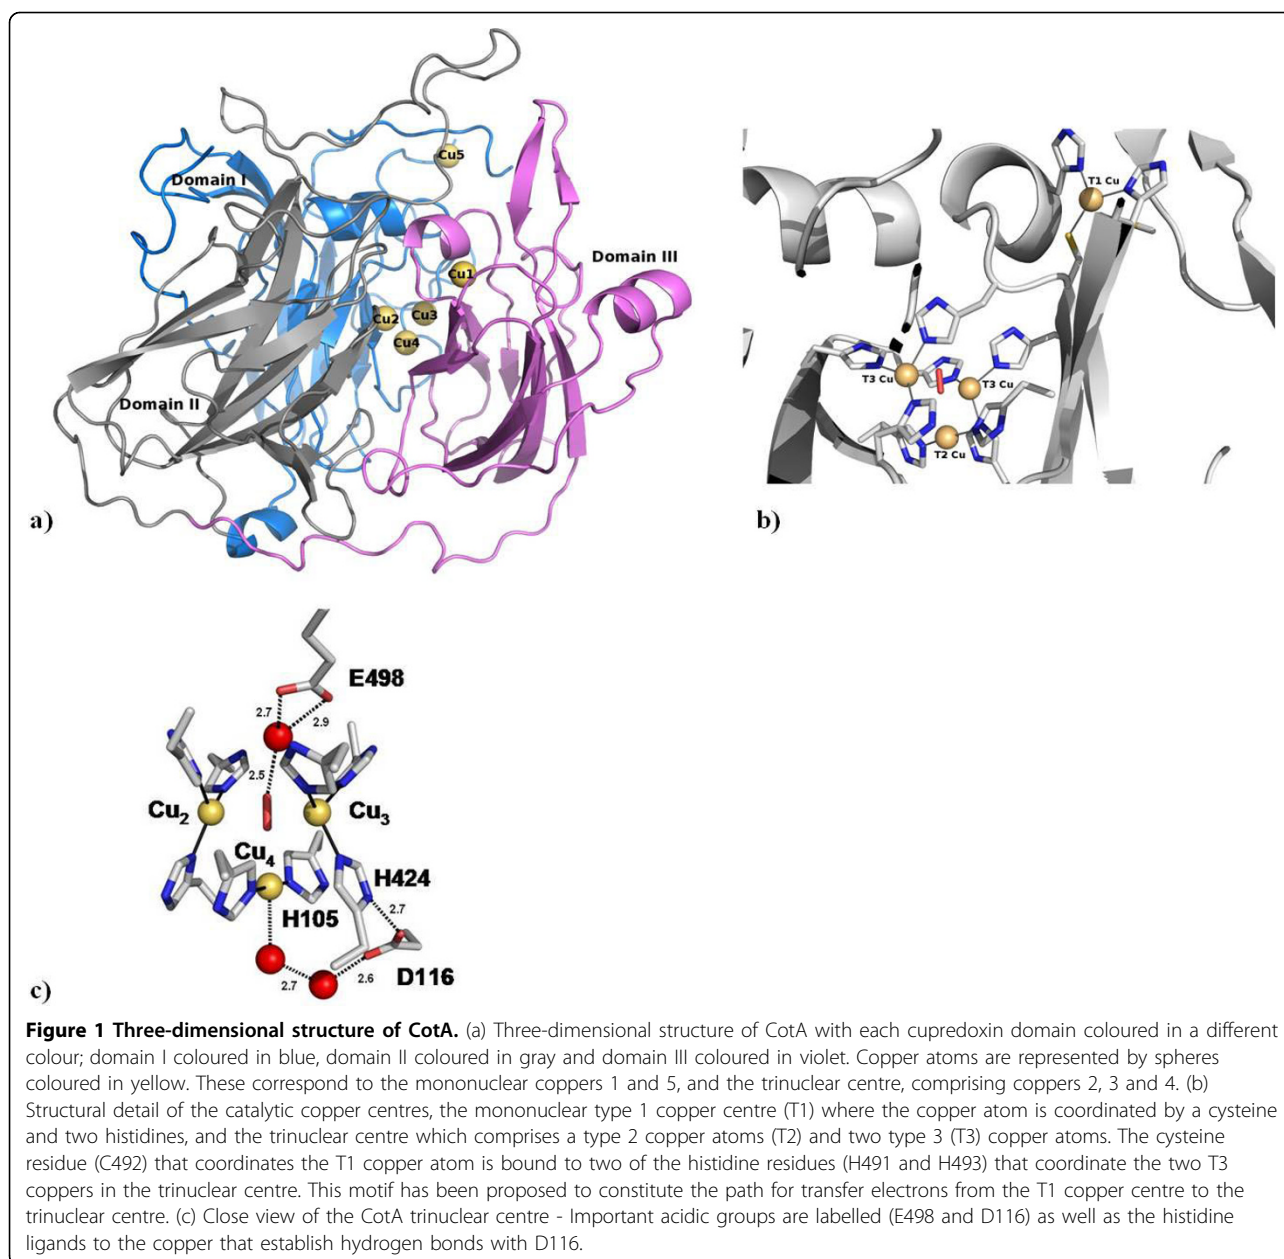 Cu5
Domain I
Domain III
Cu1
Cu3
Cu2
Cu4
Domain II
a)
T1 Cu
T3 Cu
T3 Cu
T2 Cu
b)
E498
2.7
2.9
2.5
Cu2
Cu3
Cu4
H424
2.7
H105
2.7
2.6
D116
c)
Figure 1 Three-dimensional structure of CotA. (a) Three-dimensional structure of CotA with each cupredoxin domain coloured in a different
colour; domain I coloured in blue, domain II coloured in gray and domain III coloured in violet. Copper atoms are represented by spheres
coloured in yellow. These correspond to the mononuclear coppers 1 and 5, and the trinuclear centre, comprising coppers 2, 3 and 4. (b)
Structural detail of the catalytic copper centres, the mononuclear type 1 copper centre (T1) where the copper atom is coordinated by a cysteine
and two histidines, and the trinuclear centre which comprises a type 2 copper atoms (T2) and two type 3 (T3) copper atoms. The cysteine
residue (C492) that coordinates the T1 copper atom is bound to two of the histidine residues (H491 and H493) that coordinate the two T3
coppers in the trinuclear centre. This motif has been proposed to constitute the path for transfer electrons from the T1 copper centre to the
trinuclear centre. (c) Close view of the CotA trinuclear centre - Important acidic groups are labelled (E498 and D116) as well as the histidine
ligands to the copper that establish hydrogen bonds with D116.